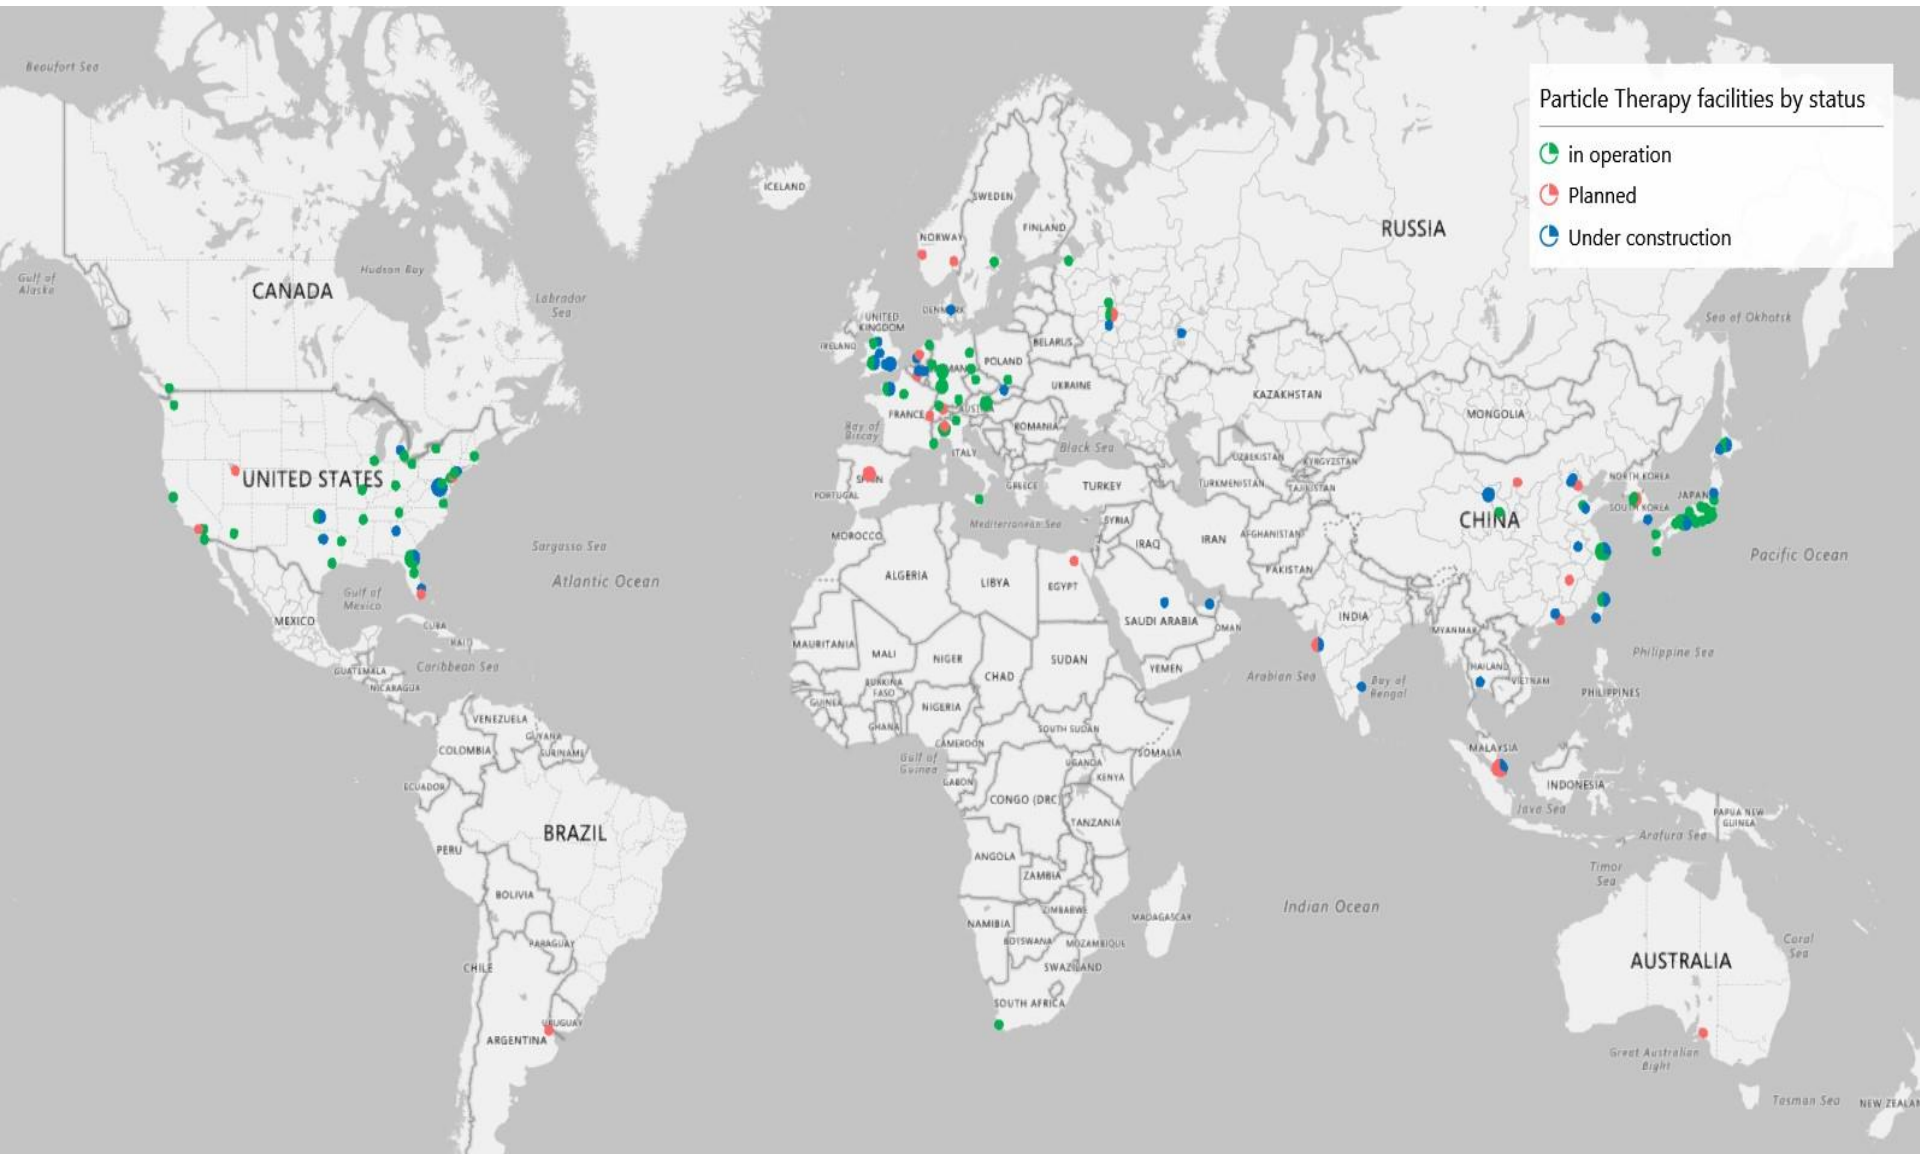 Beaufort Sea
Particle Therapy facilities by status
in operation
Planned
Under construction
ICELAND
SWEDEN
FINLAND
NORWAY
RUSSIA
Gulf of
Alaska
Hudson Bay
CANADA
Labrador
Sea
UNITED
KINGDOM
IRELAND
BELARUS
POLAND
UKRAINE
Sea of Okhotsk
KAZAKHSTAN
MONGOLIA
FRANCE
ROMANIA
Bay of
Biscay
Black Sea
ITALY
UZBEKISTAN
KYRGYZSTAN
UNITED STATES
PORTUGAL
GREECE
TURKEY
TURKMENISTAN
TAJIKISTAN
NORTH KOREA
JAPAN
SOUTH KOREA
CHINA
Mediterranean Sea
SYRIA
MOROCCO
IRAQ
IRAN
AFGHANISTAN
Sargasso Sea
Atlantic Ocean
Pacific Ocean
PAKISTAN
ALGERIA
LIBYA
EGYPT
Gulf of
Mexico
MEXICO
CUBA
SAUDI ARABIA
OMAN
INDIA
MYANMAR
HAITI
MAURITANIA
MALI
NIGER
SUDAN
CHAD
YEMEN
Arabian Sea
Bay of
Bengal
THAILAND
VIETNAM
Philippine Sea
PHILIPPINES
Caribbean Sea
GUATEMALA
NICARAGUA
BURKINA
FASO
GUINEA
NIGERIA
GHANA
VENEZUELA
GUYANA
SURINAME
COLOMBIA
CAMEROON
SOUTH SUDAN
SOMALIA
Gulf of
Guinea
UGANDA
KENYA
GABON
MALAYSIA
INDONESIA
ECUADOR
CONGO (DRC)
Java Sea
PAPUA NEW
GUINEA
BRAZIL
TANZANIA
Arafura Sea
PERU
ANGOLA
ZAMBIA
Timor
Sea
BOLIVIA
Indian Ocean
ZIMBABWE
NAMIBIA
MADAGASCAR
PARAGUAY
BOTSWANA
MOZAMBIQUE
Coral
Sea
CHILE
SWAZILAND
AUSTRALIA
SOUTH AFRICA
URUGUAY
ARGENTINA
Great Australian
Bight
Tasman Sea
NEW ZEALAN